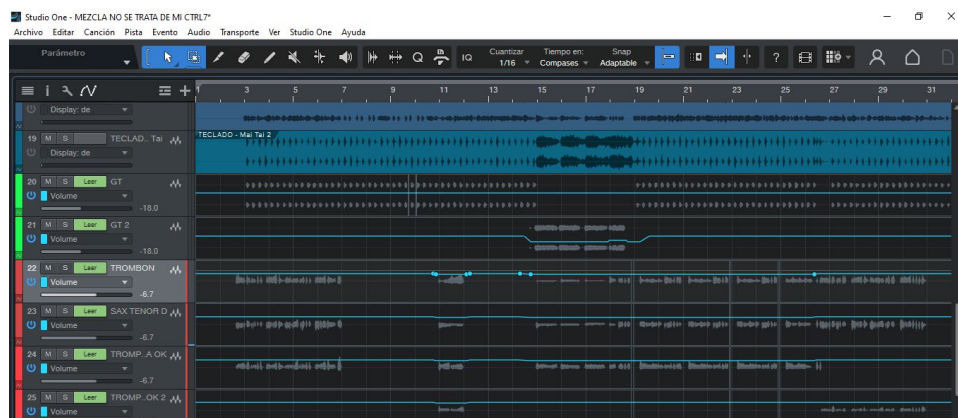 Studio One - MEZCLA NO SE TRATA DE MI CTRL7*
Archivo Editar Canción Pista Evento Audio Transporte Ver Studio One Ayuda
Parámetro
IQ
Cuantizar Tiempo en: Snap
1/16 Compases Adaptable
?
i
1 3 5 7 9 11 13 15 17 19 21 23 25 27 29 31
Display: de
19 M S TECLAD.. Tai
TECLADO - Mai Tai 2
Display: de
20 M S Leer GT
Volume
-18.0
21 M S Leer GT 2
Volume
-18.0
22 M S Leer TROMBON
Volume
-6.7
23 M S Leer SAX TENOR D
Volume
-6.7
24 M S Leer TROMP..A OK
Volume
-6.7
25 M S Leer TROMP..OK 2
Volume